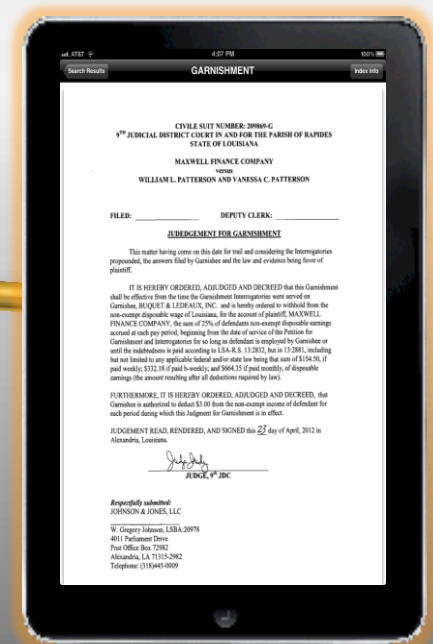 AT&T 4:07 PM 100%
Search Results GARNISHMENT Index Info
CIVILE SUIT NUMBER: 209869-G
9TH JUDICIAL DISTRICT COURT IN AND FOR THE PARISH OF RAPIDES
STATE OF LOUISIANA
MAXWELL FINANCE COMPANY
versus
WILLIAM L. PATTERSON AND VANESSA C. PATTERSON
FILED: DEPUTY CLERK:
JUDEDGEMENT FOR GARNISHMENT
This matter having come on this date for trail and considering the Interrogatories
propounded, the answers filed by Garnishee and the law and evidence being favor of
plaintiff.
IT IS HEREBY ORDERED, ADJUDGED AND DECREED that this Garnishment
shall be effective from the time the Garnishment Interrogatories were served on
Garnishee, BUQUET & LEDEAUX, INC. and is hereby ordered to withhold from the
non-exempt disposable wage of Louisiana, for the account of plaintiff, MAXWELL
FINANCE COMPANY, the sum of 25% of defendants non-exempt disposable earnings
accrued at each pay period, beginning from the date of service of the Petition for
Garnishment and Interrogatories for so long as defendant is employed by Garnishee or
until the indebtedness is paid according to LSA-R.S. 13:2832, but in 13:2881, including
but not limited to any applicable federal and/or state law being that sum of $154.50, if
paid weekly; $332.18 if paid b-weekly; and $664.35 if paid monthly, of disposable
earnings (the amount resulting after all deductions required by law).
FURTHERMORE, IT IS HEREBY ORDERED, ADJUDGED AND DECREED, that
Garnishee is authorized to deduct $3.00 from the non-exempt income of defendant for
each period during which this Judgment for Garnishment is in effect.
JUDGEMENT READ, RENDERED, AND SIGNED this 23 day of April, 2012 in
Alexandria, Louisiana.
JUDGE, 9th JDC
Respectfully submitted:
JOHNSON & JONES, LLC
W. Gregory Johnson, LSBA:20978
4011 Parliament Drive
Post Office Box 72982
Alexandria, LA 71315-2982
Telephone: (318)445-0009